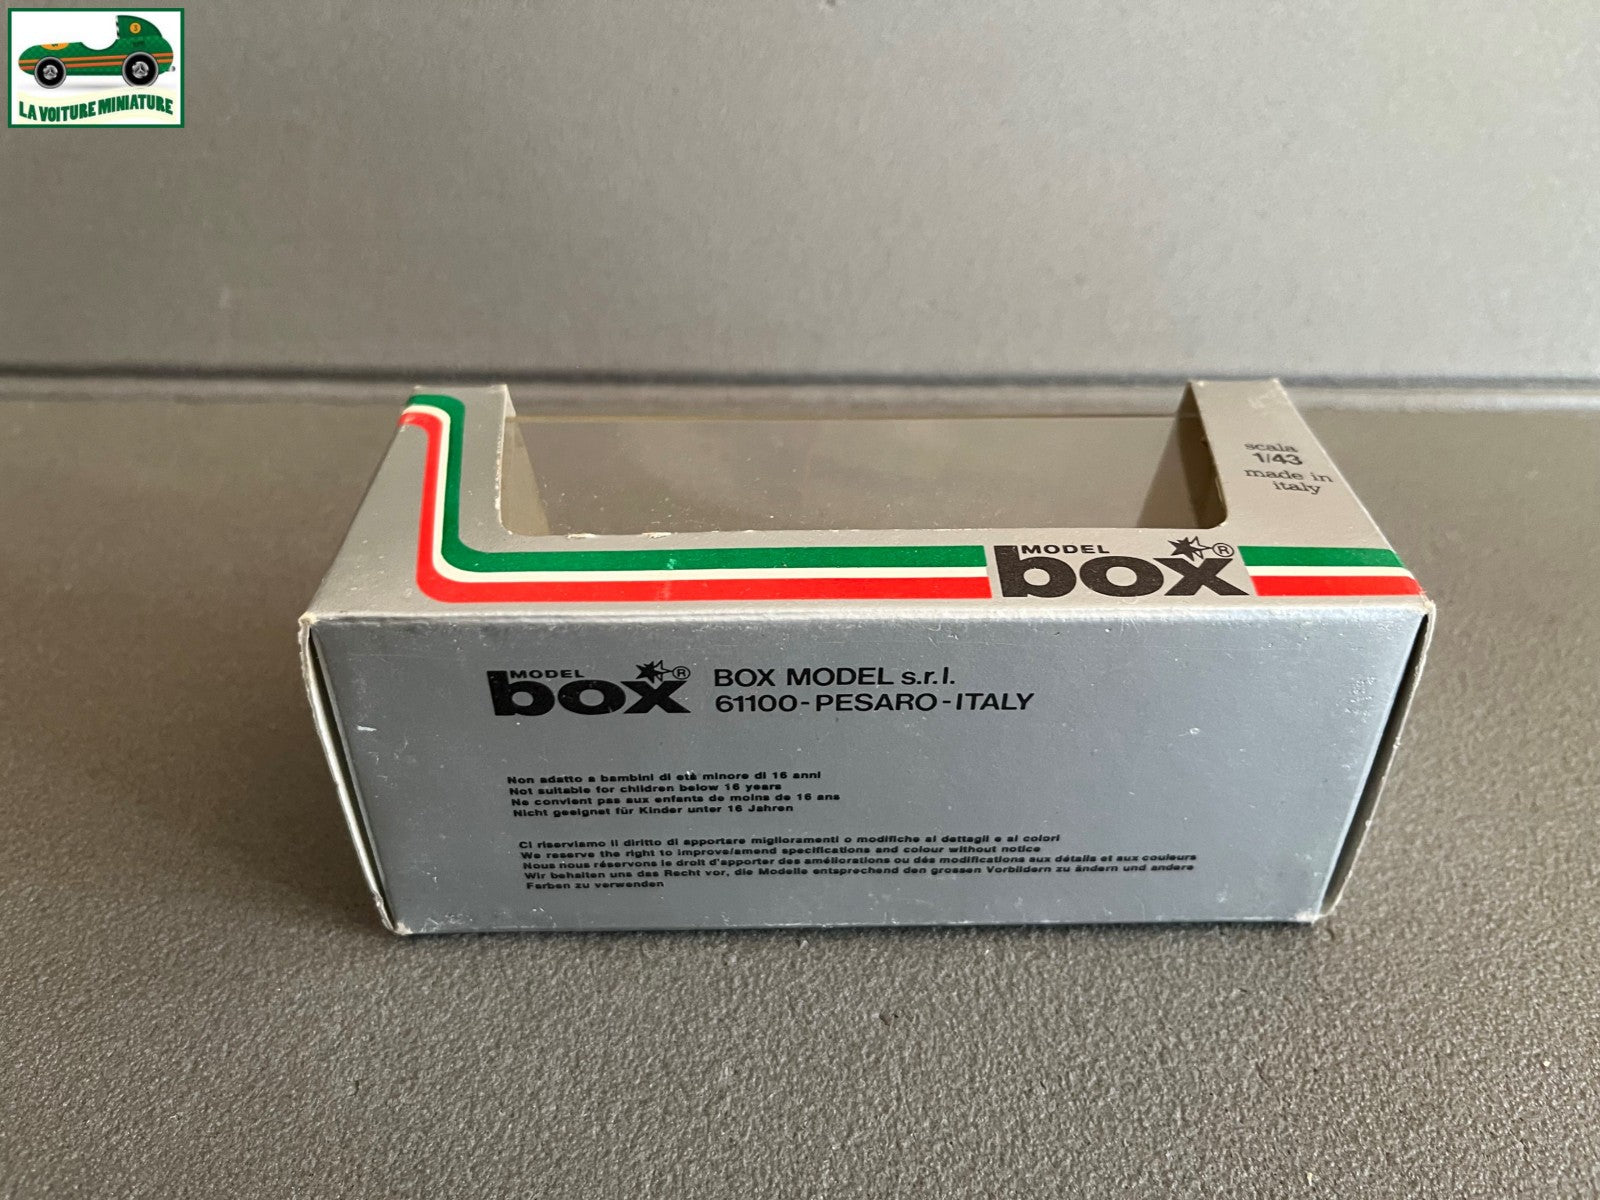 LA VOITURE MINIATURE
scala
1/43
made in
italy
MODEL
box®
MODEL
box®
BOX MODEL s.r.l.
61100-PESARO-ITALY
Non adatto a bambini di età minore di 16 anni
Not suitable for children below 16 years
Ne convient pas aux enfants de moins de 16 ans
Nicht geeignet für Kinder unter 16 Jahren
Ci riserviamo il diritto di apportare miglioramenti o modifiche ai dettagli e ai colori
We reserve the right to improve/amend specifications and colour without notice
Nous nous réservons le droit d'apporter des améliorations ou dés modifications aux détails et aux couleurs
Wir behalten uns das Recht vor, die Modelle entsprechend den grossen Vorbildern zu ändern und andere
Farben zu verwenden